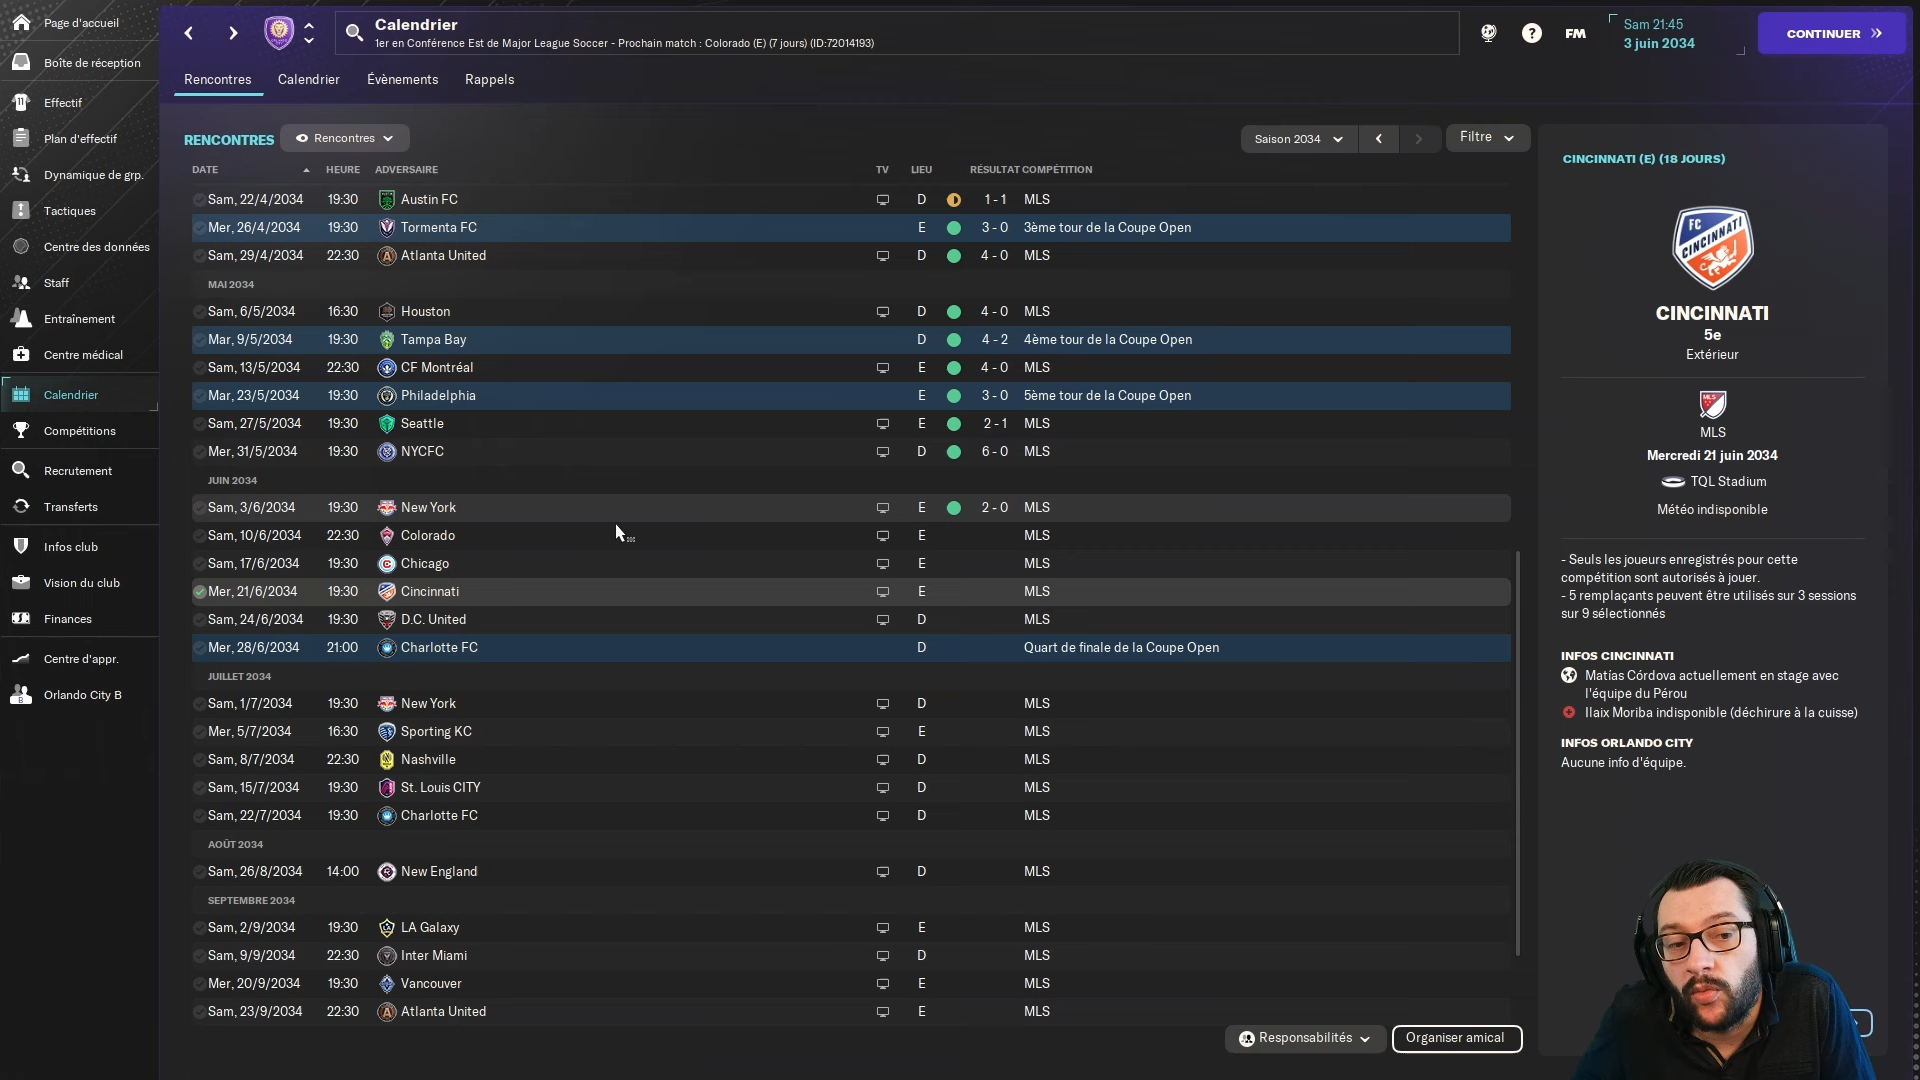 Page d'accueil
Boîte de réception
Effectif
Plan d'effectif
Dynamique de grp.
Tactiques
Centre des données
Staff
Entraînement
Centre médical
Calendrier
Compétitions
Recrutement
Transferts
Infos club
Vision du club
Finances
Centre d'appr.
Orlando City B
Calendrier
1er en Conférence Est de Major League Soccer - Prochain match : Colorado (E) (7 jours) (ID:72014193)
FM
Sam 21:45
3 juin 2034
CONTINUER
Rencontres Calendrier Évènements Rappels
RENCONTRES Rencontres Saison 2034 Filtre
DATE HEURE ADVERSAIRE TV LIEU RÉSULTAT COMPÉTITION
Sam, 22/4/2034 19:30 Austin FC D 1 - 1 MLS
Mer, 26/4/2034 19:30 Tormenta FC E 3 - 0 3ème tour de la Coupe Open
Sam, 29/4/2034 22:30 Atlanta United D 4 - 0 MLS
MAI 2034
Sam, 6/5/2034 16:30 Houston D 4 - 0 MLS
Mar, 9/5/2034 19:30 Tampa Bay D 4 - 2 4ème tour de la Coupe Open
Sam, 13/5/2034 22:30 CF Montréal E 4 - 0 MLS
Mar, 23/5/2034 19:30 Philadelphia E 3 - 0 5ème tour de la Coupe Open
Sam, 27/5/2034 19:30 Seattle E 2 - 1 MLS
Mer, 31/5/2034 19:30 NYCFC D 6 - 0 MLS
JUIN 2034
Sam, 3/6/2034 19:30 New York E 2 - 0 MLS
Sam, 10/6/2034 22:30 Colorado E MLS
Sam, 17/6/2034 19:30 Chicago E MLS
Mer, 21/6/2034 19:30 Cincinnati E MLS
Sam, 24/6/2034 19:30 D.C. United D MLS
Mer, 28/6/2034 21:00 Charlotte FC D Quart de finale de la Coupe Open
JUILLET 2034
Sam, 1/7/2034 19:30 New York D MLS
Mer, 5/7/2034 16:30 Sporting KC E MLS
Sam, 8/7/2034 22:30 Nashville D MLS
Sam, 15/7/2034 19:30 St. Louis CITY D MLS
Sam, 22/7/2034 19:30 Charlotte FC D MLS
AOÛT 2034
Sam, 26/8/2034 14:00 New England D MLS
SEPTEMBRE 2034
Sam, 2/9/2034 19:30 LA Galaxy E MLS
Sam, 9/9/2034 22:30 Inter Miami D MLS
Mer, 20/9/2034 19:30 Vancouver E MLS
Sam, 23/9/2034 22:30 Atlanta United E MLS
Responsabilités Organiser amical
CINCINNATI (E) (18 JOURS)
FC
CINCINNATI
CINCINNATI
5e
Extérieur
MLS
MLS
Mercredi 21 juin 2034
TQL Stadium
Météo indisponible
- Seuls les joueurs enregistrés pour cette
compétition sont autorisés à jouer.
- 5 remplaçants peuvent être utilisés sur 3 sessions
sur 9 sélectionnés
INFOS CINCINNATI
Matías Córdova actuellement en stage avec
l'équipe du Pérou
Ilaix Moriba indisponible (déchirure à la cuisse)
INFOS ORLANDO CITY
Aucune info d'équipe.